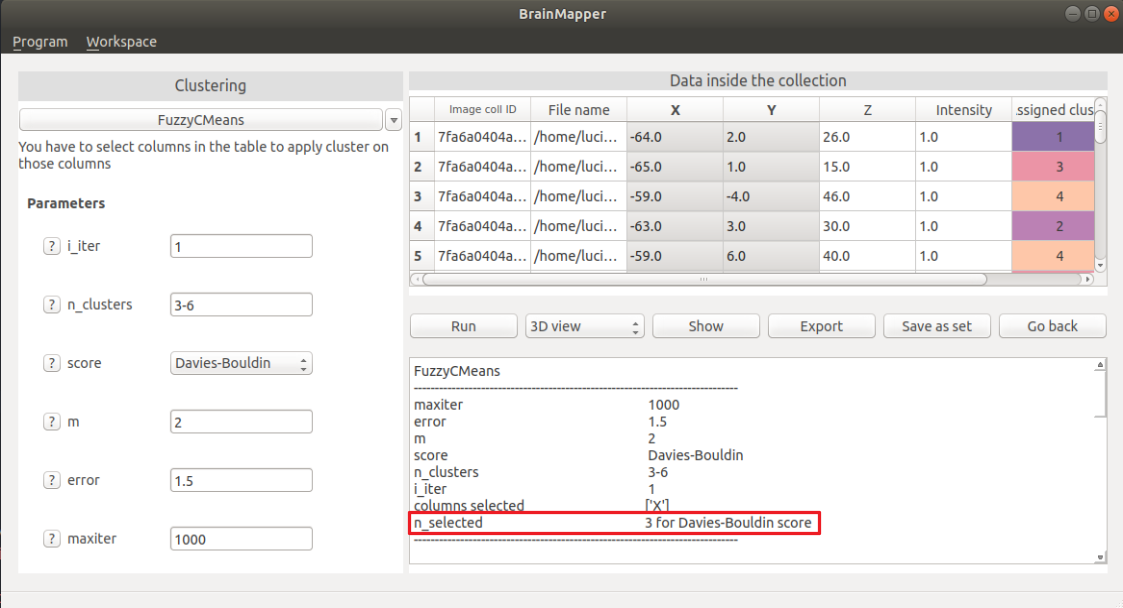 BrainMapper
Program Workspace
Clustering
FuzzyCMeans
You have to select columns in the table to apply cluster on
those columns
Parameters
? i_iter 1
? n_clusters 3-6
? score Davies-Bouldin
? m 2
? error 1.5
? maxiter 1000
Data inside the collection
Image coll ID File name X Y Z Intensity ssigned clus
1 7fa6a0404a... /home/luci... -64.0 2.0 26.0 1.0 1
2 7fa6a0404a... /home/luci... -65.0 1.0 15.0 1.0 3
3 7fa6a0404a... /home/luci... -59.0 -4.0 46.0 1.0 4
4 7fa6a0404a... /home/luci... -63.0 3.0 30.0 1.0 2
5 7fa6a0404a... /home/luci... -59.0 6.0 40.0 1.0 4
Run 3D view Show Export Save as set Go back
FuzzyCMeans
--------------------------------------------------------------------------------
maxiter 1000
error 1.5
m 2
score Davies-Bouldin
n_clusters 3-6
i_iter 1
columns selected ['X']
n_selected 3 for Davies-Bouldin score
--------------------------------------------------------------------------------